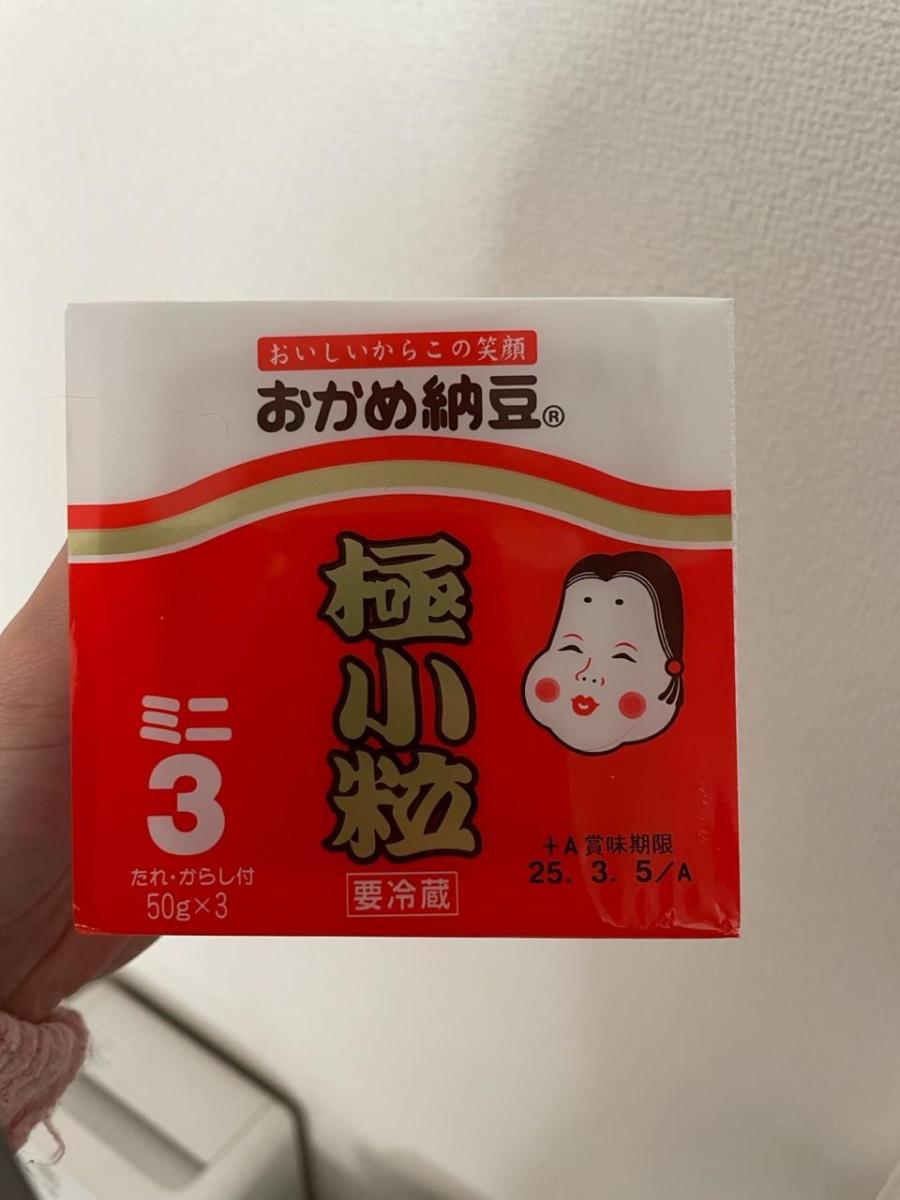 おいしいからこの笑顔
おかめ納豆®
極小粒
ミニ
3
たれ・からし付
50g×3
要冷蔵
+A 賞味期限
25. 3. 5/A